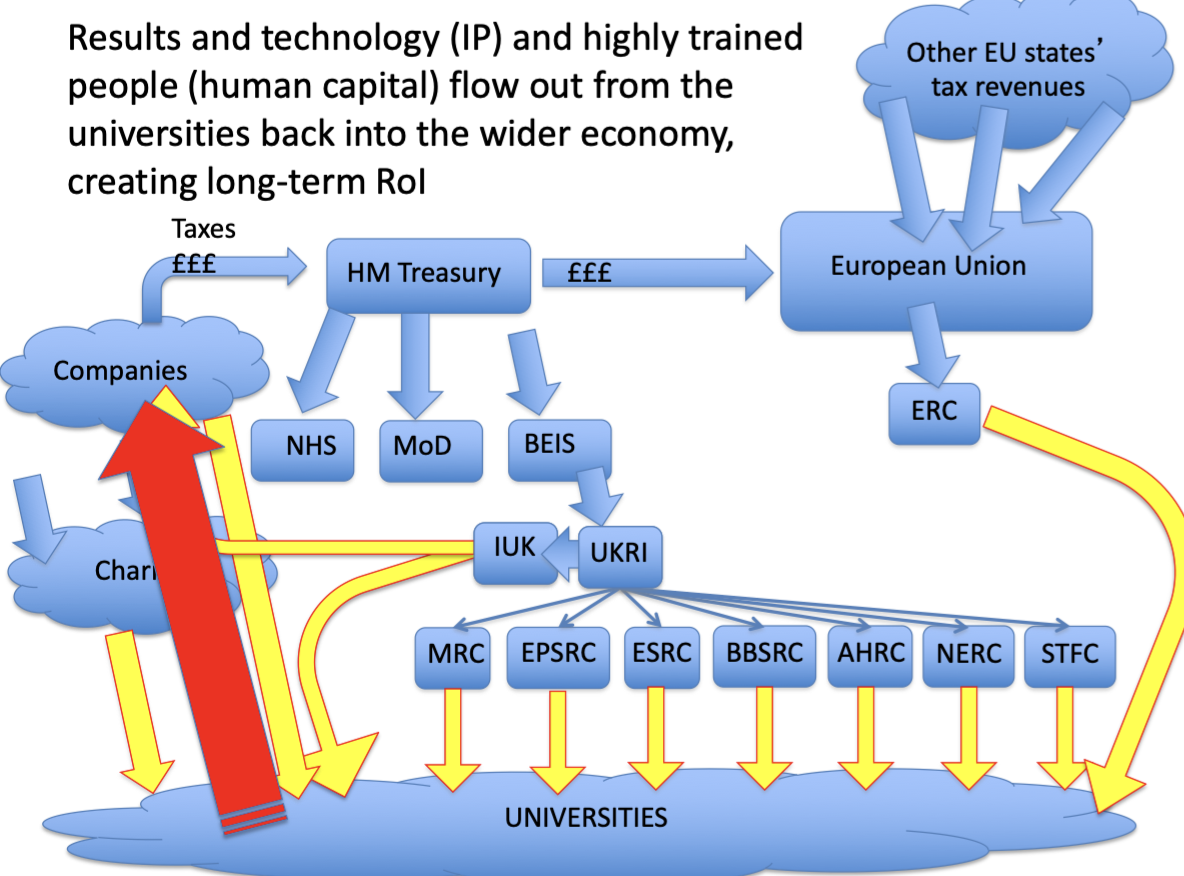 Results and technology (IP) and highly trained
people (human capital) flow out from the
universities back into the wider economy,
creating long-term RoI
Other EU states’
tax revenues
Taxes
£££
HM Treasury
£££
European Union
Companies
ERC
NHS
MoD
BEIS
IUK
UKRI
Chari
MRC
EPSRC
ESRC
BBSRC
AHRC
NERC
STFC
UNIVERSITIES